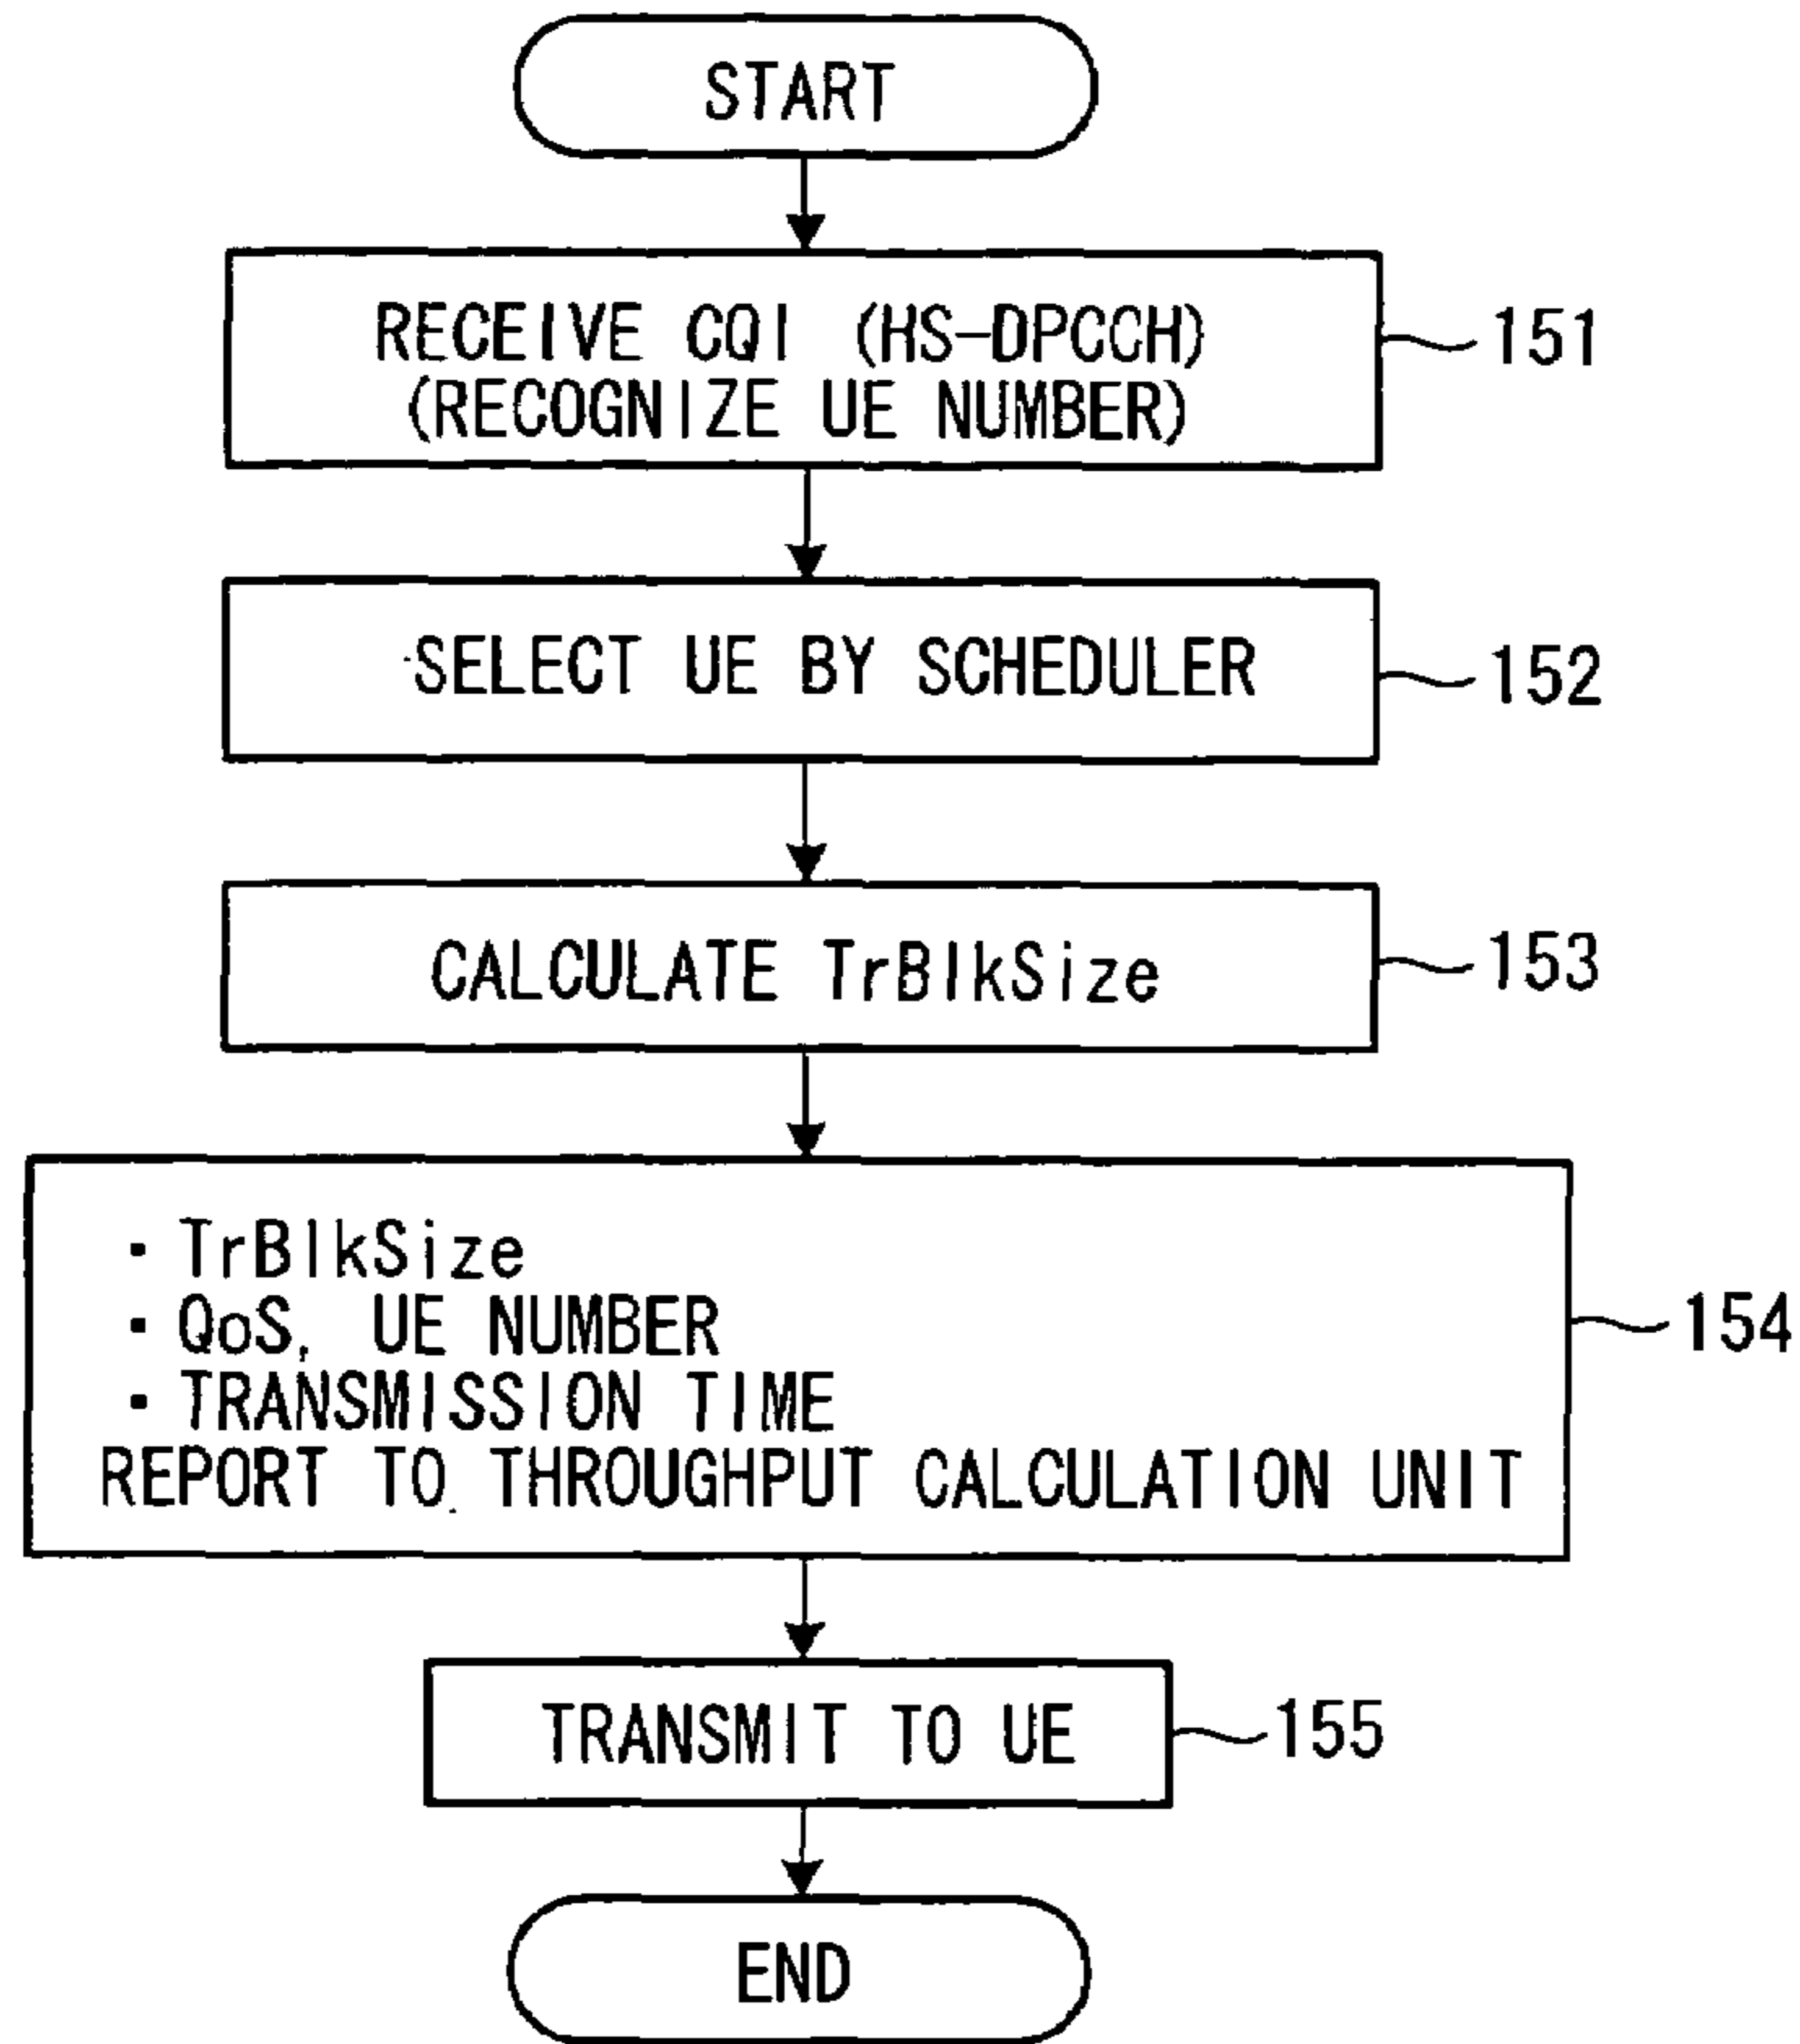 START
RECEIVE CQI (HS-DPCCH)
(RECOGNIZE UE NUMBER)
151
SELECT UE BY SCHEDULER
152
CALCULATE TrBlkSize
153
・TrBlkSize
・QoS, UE NUMBER
・TRANSMISSION TIME
REPORT TO THROUGHPUT CALCULATION UNIT
154
TRANSMIT TO UE
155
END